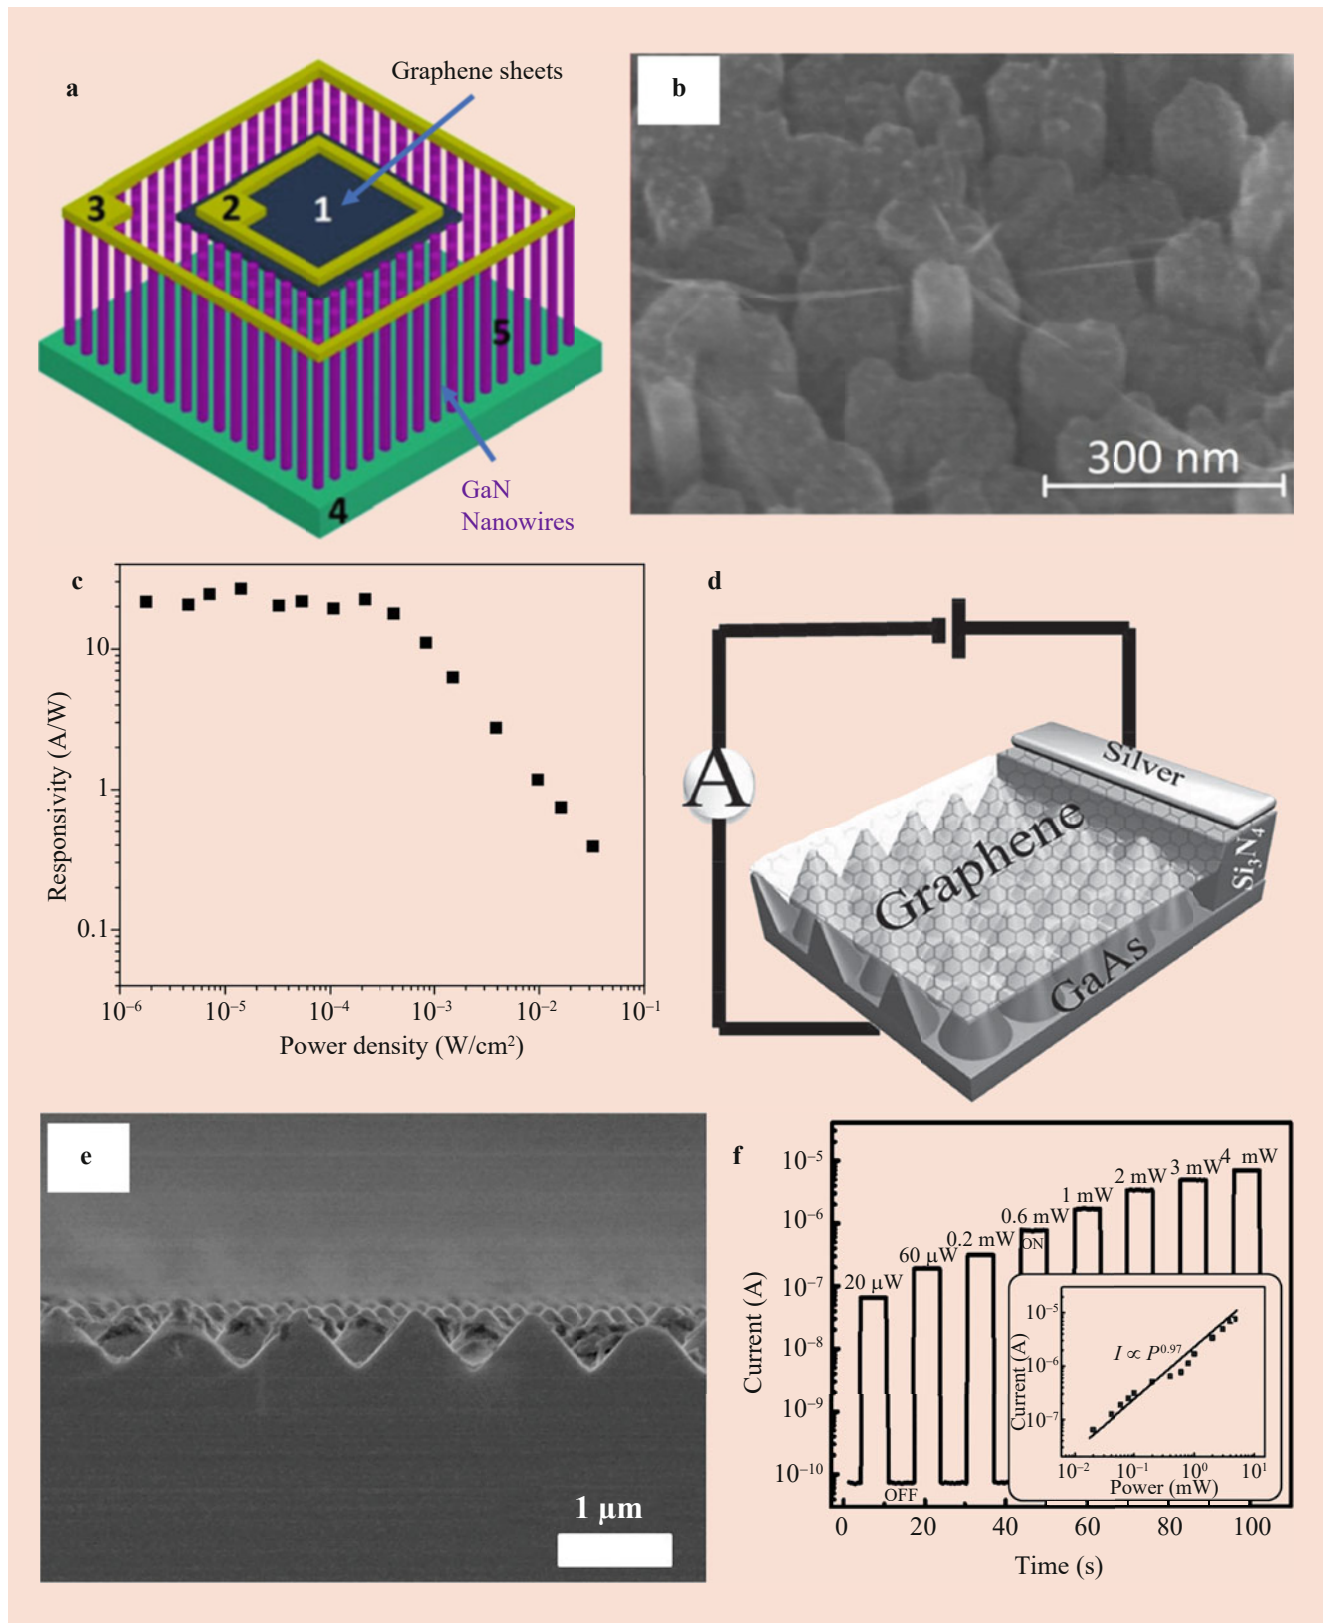 a
Graphene sheets
3
2
1
5
4
GaN
Nanowires
b
300 nm
c
Responsivity (A/W)
10
1
0.1
10⁻⁶
10⁻⁵
10⁻⁴
10⁻³
10⁻²
10⁻¹
Power density (W/cm²)
d
A
Silver
Graphene
Si₃N₄
GaAs
e
1 µm
f
Current (A)
10⁻⁵
10⁻⁶
10⁻⁷
10⁻⁸
10⁻⁹
10⁻¹⁰
20 µW
60 µW
0.2 mW
0.6 mW
1 mW
2 mW
3 mW
4 mW
ON
OFF
0
20
40
60
80
100
Time (s)
Current (A)
10⁻⁵
10⁻⁶
10⁻⁷
I ∝ P⁰·⁹⁷
10⁻²
10⁻¹
10⁰
10¹
Power (mW)